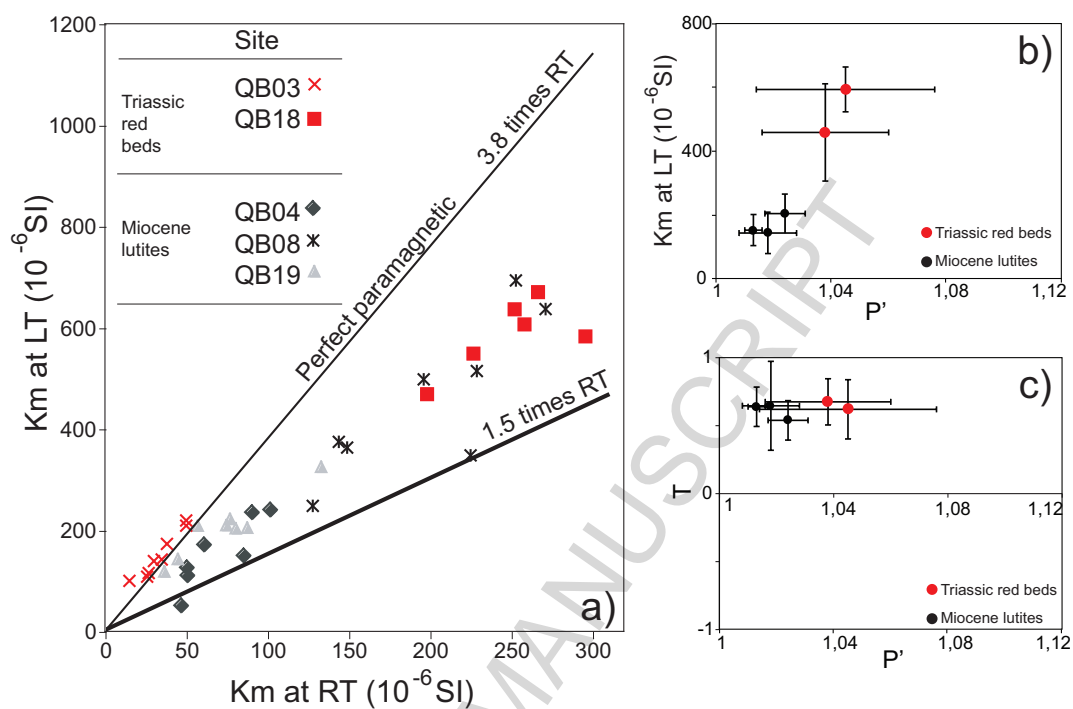 1200
1000
800
600
400
200
0
Km at LT (10⁻⁶SI)
Site
Triassic
red
beds
QB03
QB18
Miocene
lutites
QB04
QB08
QB19
Perfect paramagnetic
3.8 times RT
1.5 times RT
a)
0 50 100 150 200 250 300
Km at RT (10⁻⁶SI)
b)
800
400
0
Km at LT (10⁻⁶SI)
Triassic red beds
Miocene lutites
1 1,04 1,08 1,12
P'
c)
1
0
-1
T
1 1,04 1,08 1,12
Triassic red beds
Miocene lutites
P'
MANUSCRIPT